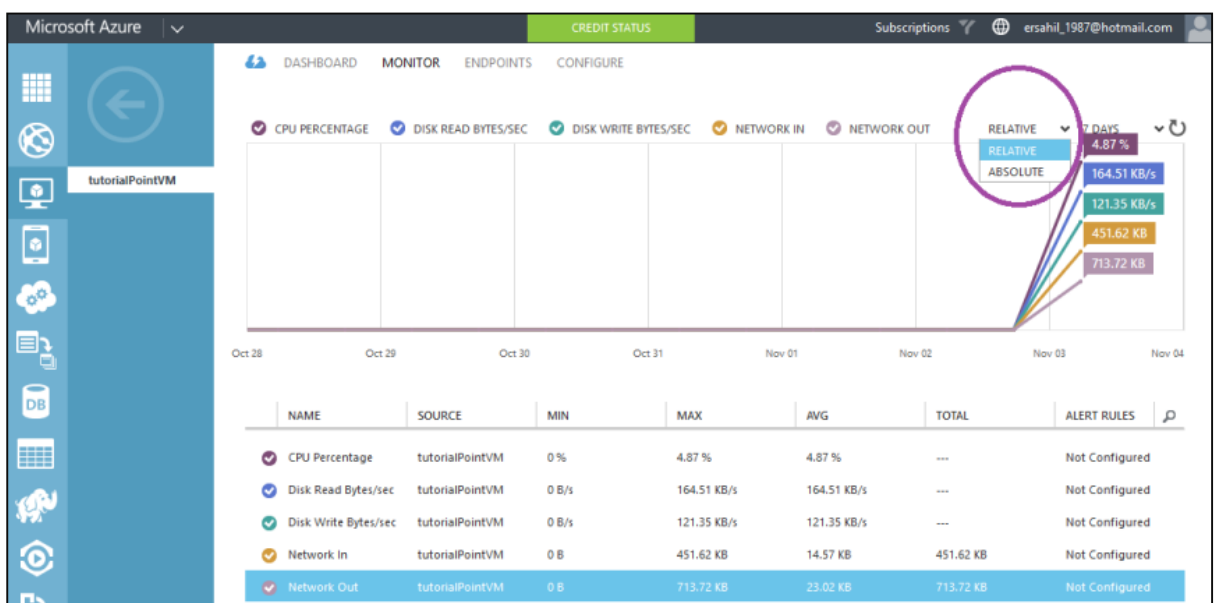 Microsoft Azure CREDIT STATUS Subscriptions ersahil_1987@hotmail.com
DASHBOARD MONITOR ENDPOINTS CONFIGURE
CPU PERCENTAGE DISK READ BYTES/SEC DISK WRITE BYTES/SEC NETWORK IN NETWORK OUT RELATIVE 7 DAYS
RELATIVE
ABSOLUTE
4.87 %
164.51 KB/s
121.35 KB/s
451.62 KB
713.72 KB
tutorialPointVM
Oct 28 Oct 29 Oct 30 Oct 31 Nov 01 Nov 02 Nov 03 Nov 04
NAME SOURCE MIN MAX AVG TOTAL ALERT RULES
CPU Percentage tutorialPointVM 0 % 4.87 % 4.87 % --- Not Configured
Disk Read Bytes/sec tutorialPointVM 0 B/s 164.51 KB/s 164.51 KB/s --- Not Configured
Disk Write Bytes/sec tutorialPointVM 0 B/s 121.35 KB/s 121.35 KB/s --- Not Configured
Network In tutorialPointVM 0 B 451.62 KB 14.57 KB 451.62 KB Not Configured
Network Out tutorialPointVM 0 B 713.72 KB 23.02 KB 713.72 KB Not Configured
DB